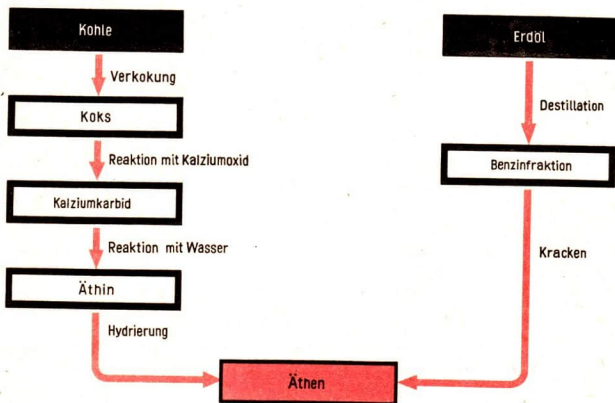 Kohle
Verkokung
Koks
Reaktion mit Kalziumoxid
Kalziumkarbid
Reaktion mit Wasser
Äthin
Hydrierung
Erdöl
Destillation
Benzinfraktion
Kracken
Äthen